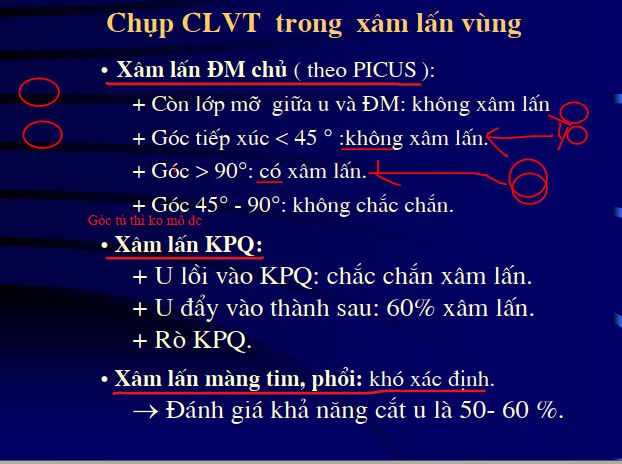 Chụp CLVT trong xâm lấn vùng
• Xâm lấn ĐM chủ ( theo PICUS ):
+ Còn lớp mỡ giữa u và ĐM: không xâm lấn
+ Góc tiếp xúc < 45 ° :không xâm lấn.
+ Góc > 90°: có xâm lấn.
+ Góc 45° - 90°: không chắc chắn.
Góc tù thì ko mổ đc
• Xâm lấn KPQ:
+ U lồi vào KPQ: chắc chắn xâm lấn.
+ U đẩy vào thành sau: 60% xâm lấn.
+ Rò KPQ.
• Xâm lấn màng tim, phổi: khó xác định.
→ Đánh giá khả năng cắt u là 50- 60 %.